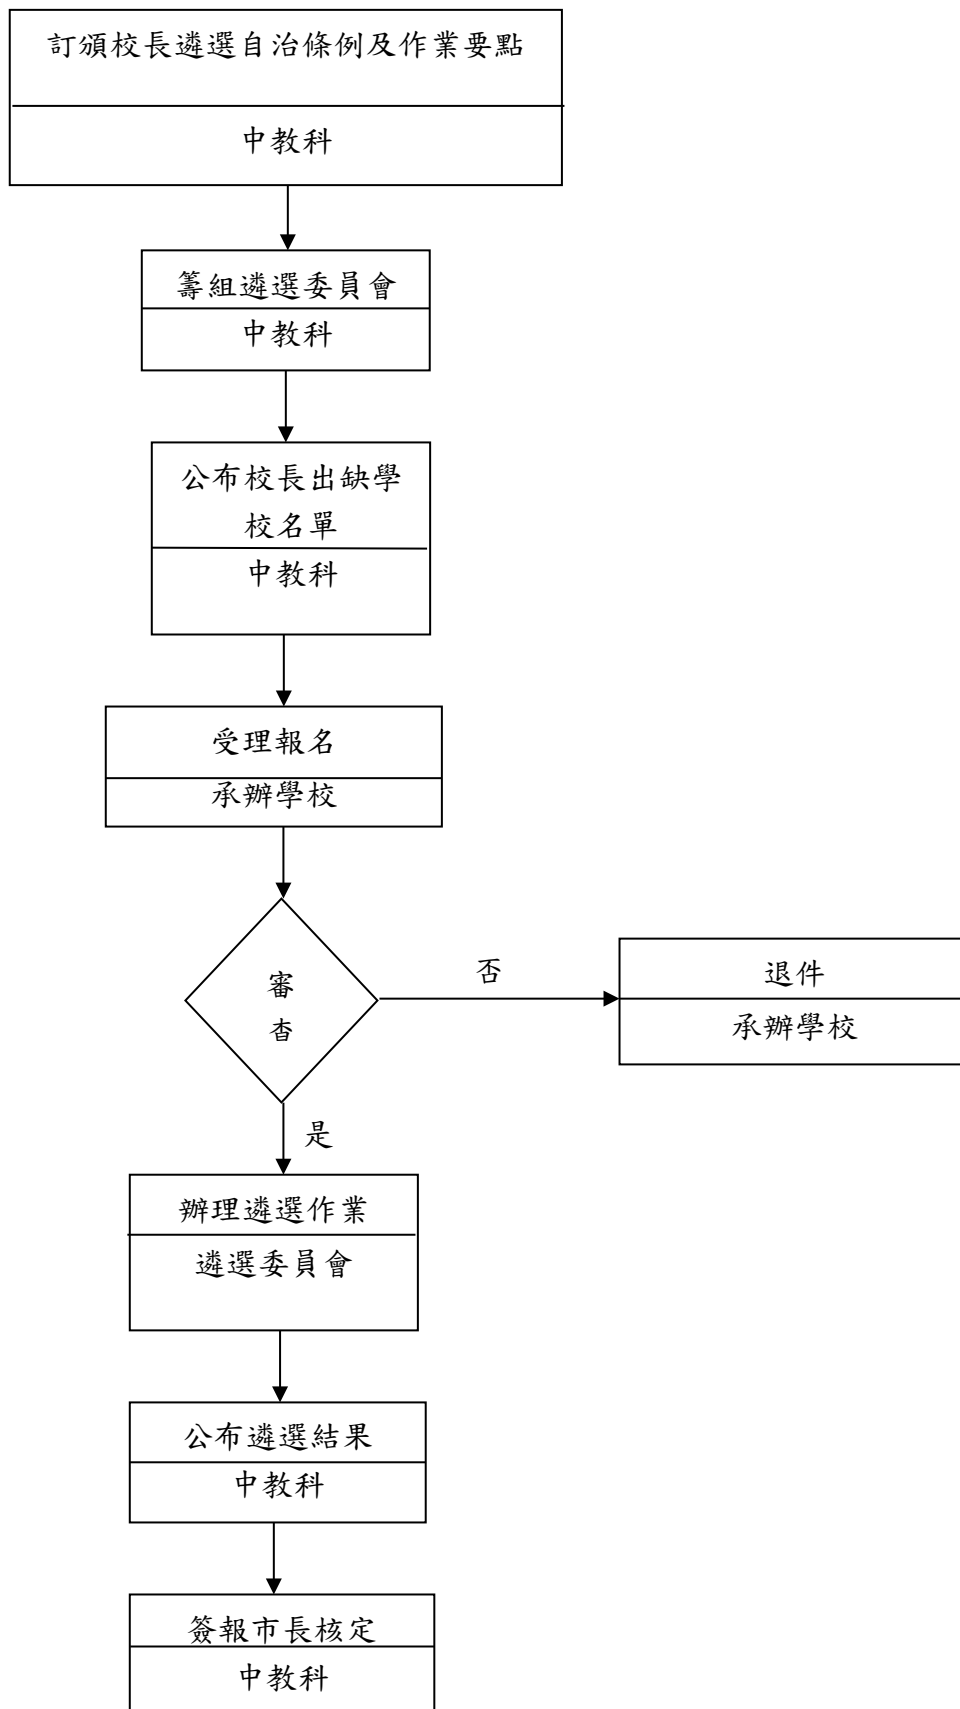 訂頒校長遴選自治條例及作業要點
中教科
籌組遴選委員會
中教科
公布校長出缺學
校名單
中教科
受理報名
承辦學校
審
查
否
退件
承辦學校
是
辦理遴選作業
遴選委員會
公布遴選結果
中教科
簽報市長核定
中教科